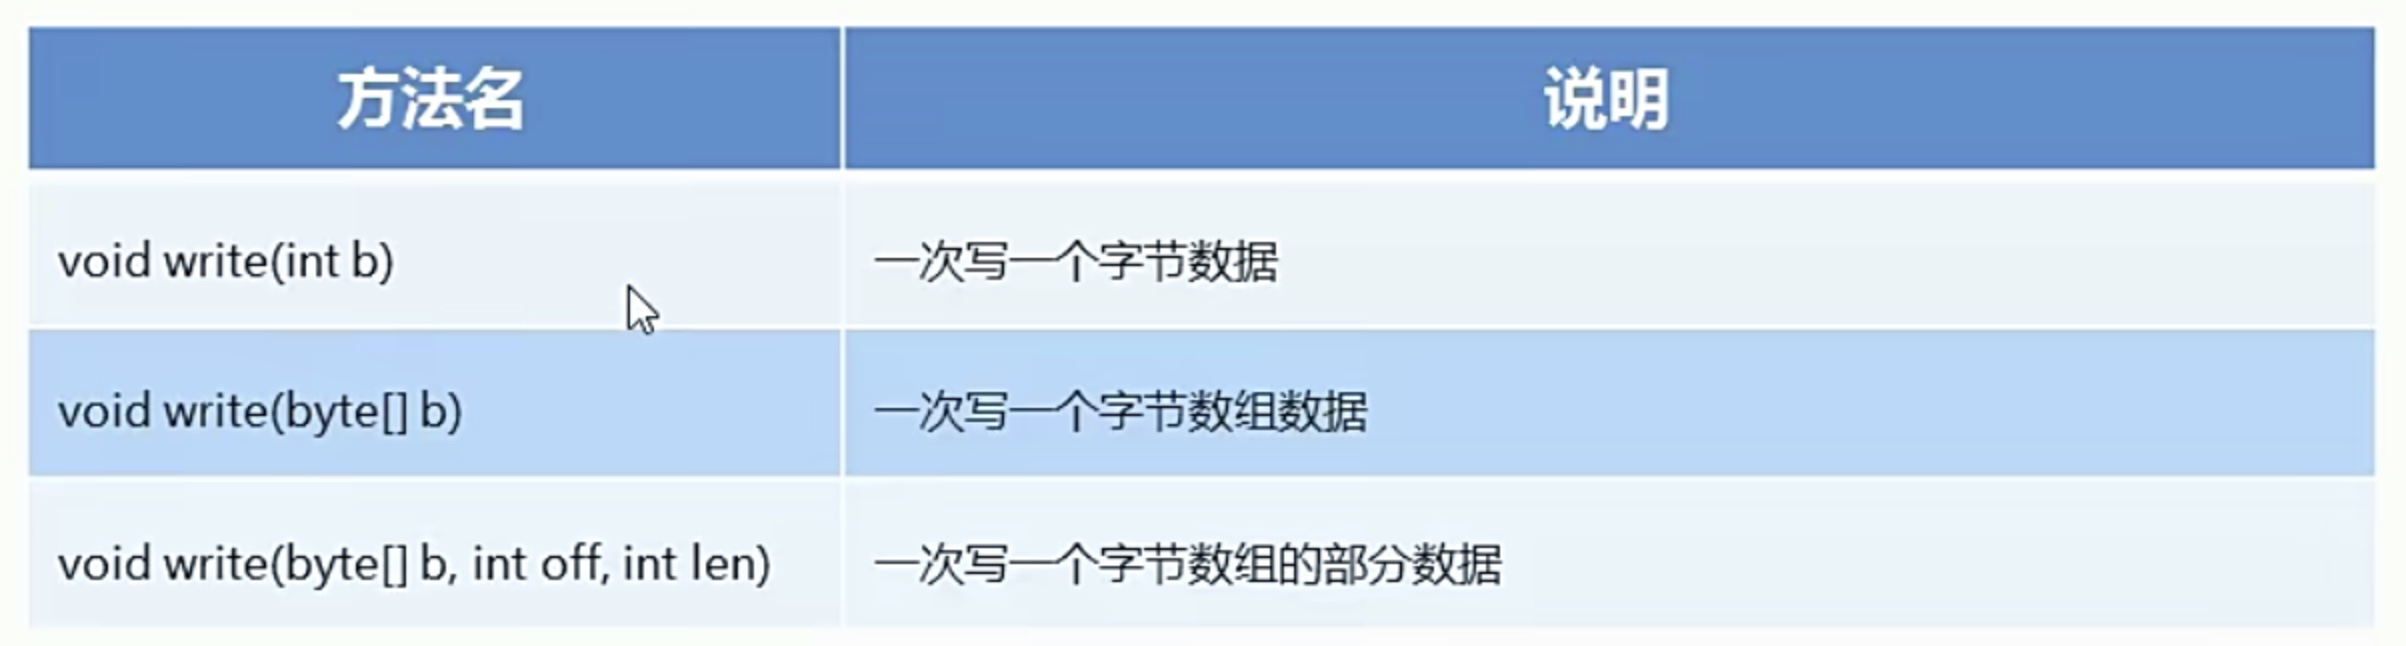 方法名 说明
void write(int b) 一次写一个字节数据
void write(byte[] b) 一次写一个字节数组数据
void write(byte[] b, int off, int len) 一次写一个字节数组的部分数据